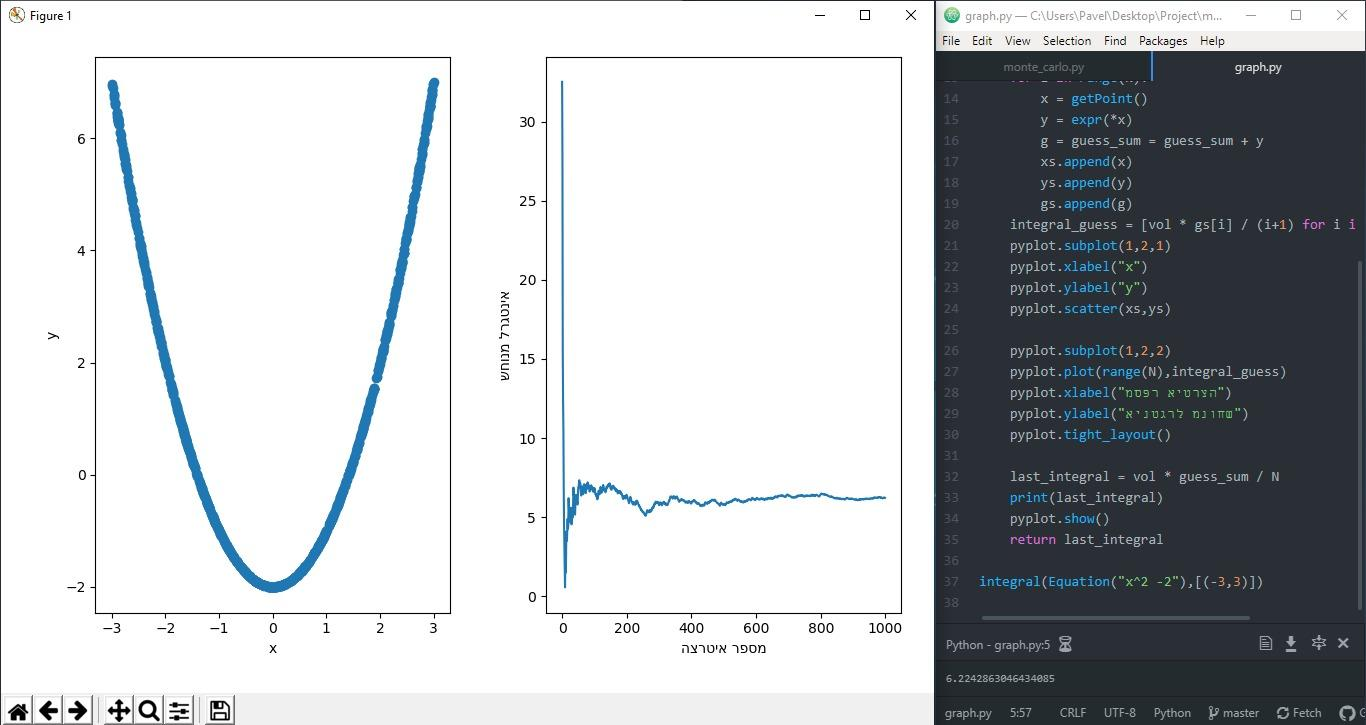 Figure 1
6
4
2
0
−2
y
−3 −2 −1 0 1 2 3
x
30
25
20
15
10
5
0
אינטגרל מנוחש
0 200 400 600 800 1000
מספר איטרצה
graph.py — C:\Users\Pavel\Desktop\Project\m...
File Edit View Selection Find Packages Help
monte_carlo.py graph.py
14 x = getPoint()
15 y = expr(*x)
16 g = guess_sum = guess_sum + y
17 xs.append(x)
18 ys.append(y)
19 gs.append(g)
20 integral_guess = [vol * gs[i] / (i+1) for i i
21 pyplot.subplot(1,2,1)
22 pyplot.xlabel("x")
23 pyplot.ylabel("y")
24 pyplot.scatter(xs,ys)
25
26 pyplot.subplot(1,2,2)
27 pyplot.plot(range(N),integral_guess)
28 pyplot.xlabel("מספר איטרצה")
29 pyplot.ylabel("אינטגרל מנוחש")
30 pyplot.tight_layout()
31
32 last_integral = vol * guess_sum / N
33 print(last_integral)
34 pyplot.show()
35 return last_integral
36
37 integral(Equation("x^2 -2"),[(-3,3)])
38
Python - graph.py:5
6.2242863046434085
graph.py 5:57 CRLF UTF-8 Python master Fetch